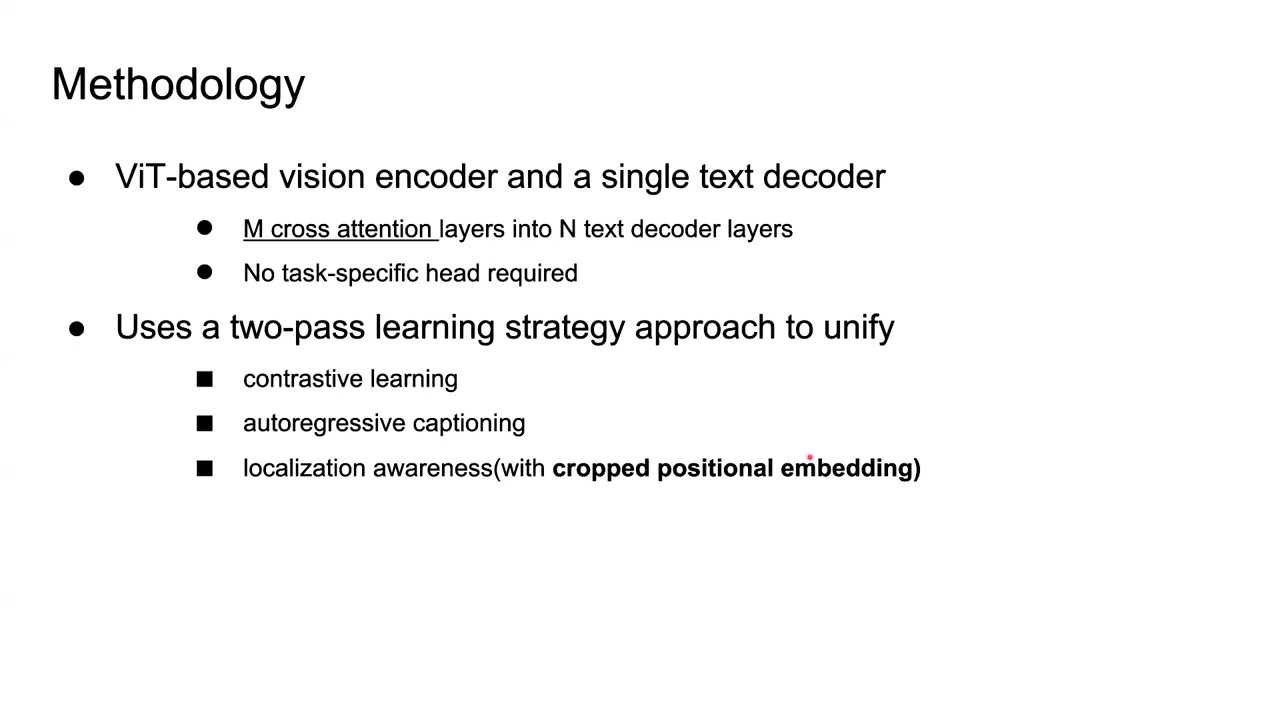 Methodology
● ViT-based vision encoder and a single text decoder
● M cross attention layers into N text decoder layers
● No task-specific head required
● Uses a two-pass learning strategy approach to unify
■ contrastive learning
■ autoregressive captioning
■ localization awareness(with cropped positional embedding)